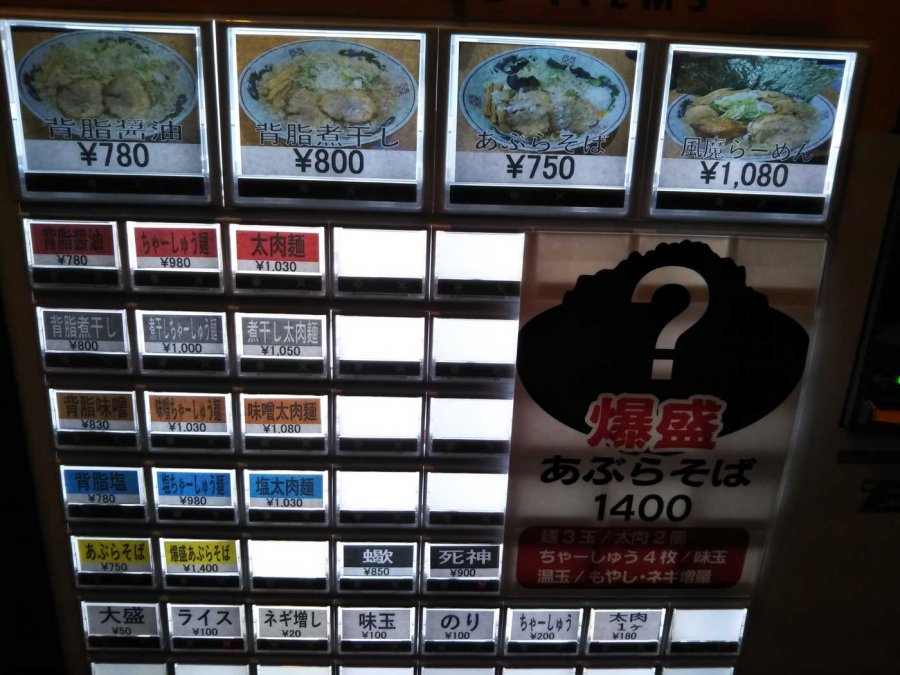 ITEMS
背脂醤油
¥780
背脂煮干し
¥800
あぶらそば
¥750
風魔らーめん
¥1,080
背脂醤油
¥780
ちゃーしゅう麺
¥980
太肉麺
¥1,030
背脂煮干し
¥800
煮干しちゃーしゅう麺
¥1,000
煮干し太肉麺
¥1,050
背脂味噌
¥830
味噌ちゃーしゅう麺
¥1,030
味噌太肉麺
¥1,080
背脂塩
¥780
塩ちゃーしゅう麺
¥980
塩太肉麺
¥1,030
あぶらそば
¥750
爆盛あぶらそば
¥1,400
蠍
¥850
死神
¥900
?
爆盛
あぶらそば
1400
麺3玉/太肉2個
ちゃーしゅう4枚/味玉
温玉/もやし・ネギ増量
大盛
¥50
ライス
¥100
ネギ増し
¥20
味玉
¥100
のり
¥100
ちゃーしゅう
¥200
太肉
1ヶ
¥180